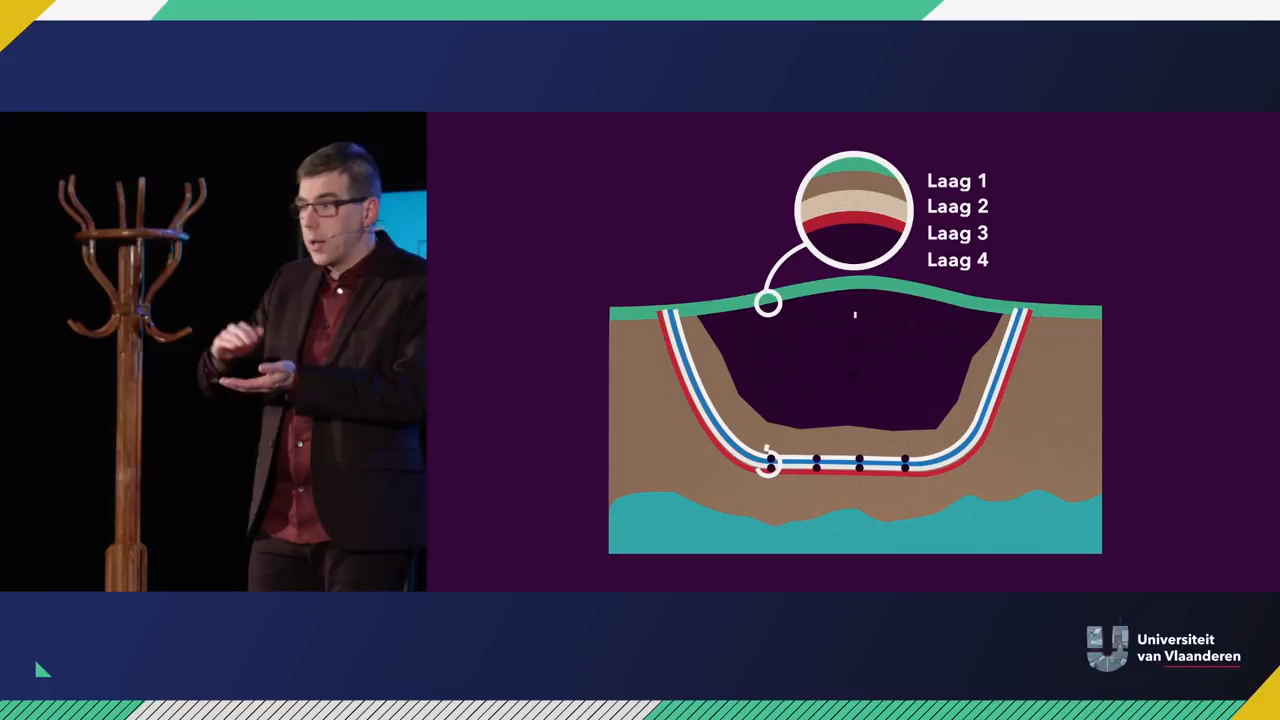 Laag 1
Laag 2
Laag 3
Laag 4
Universiteit
van Vlaanderen